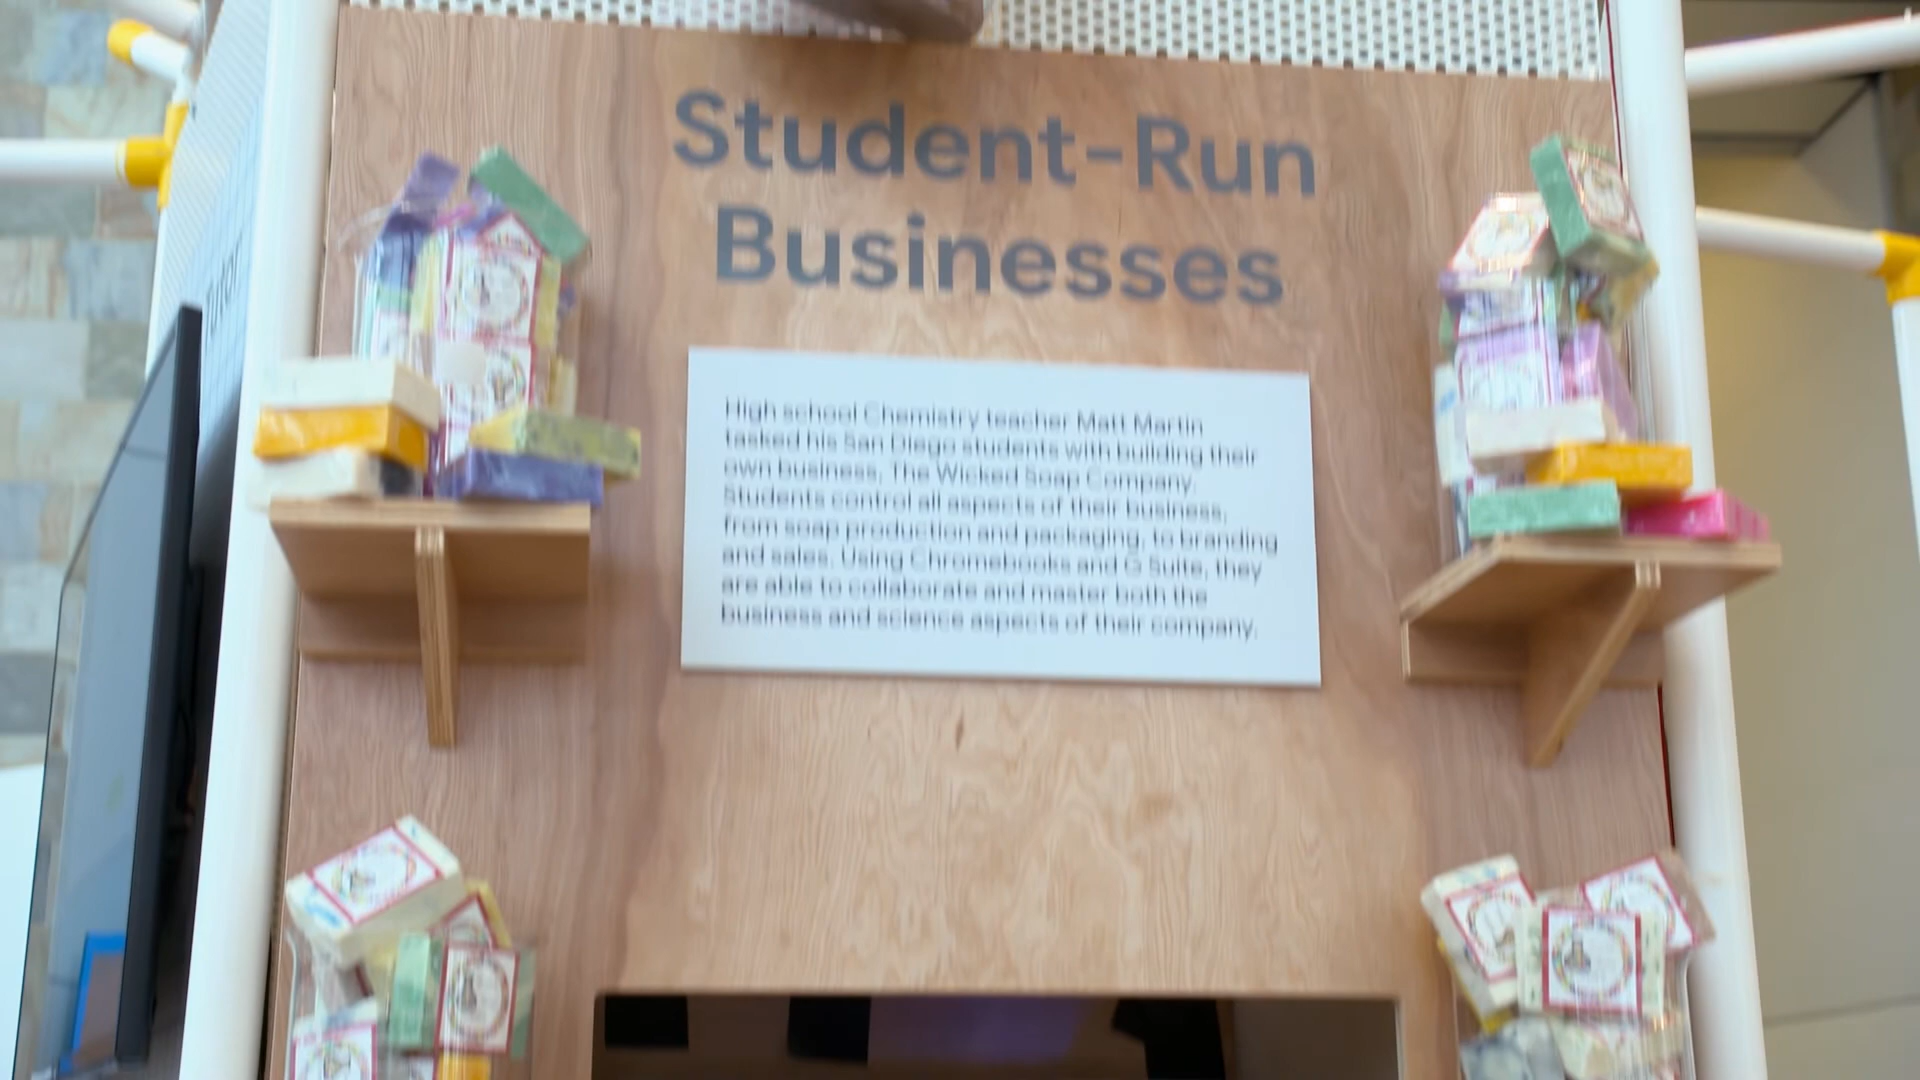 Student-Run
Businesses
High school Chemistry teacher Matt Martin
tasked his San Diego students with building their
own business, The Wicked Soap Company.
Students control all aspects of their business,
from soap production and packaging, to branding
and sales. Using Chromebooks and G Suite, they
are able to collaborate and master both the
business and science aspects of their company.
utor